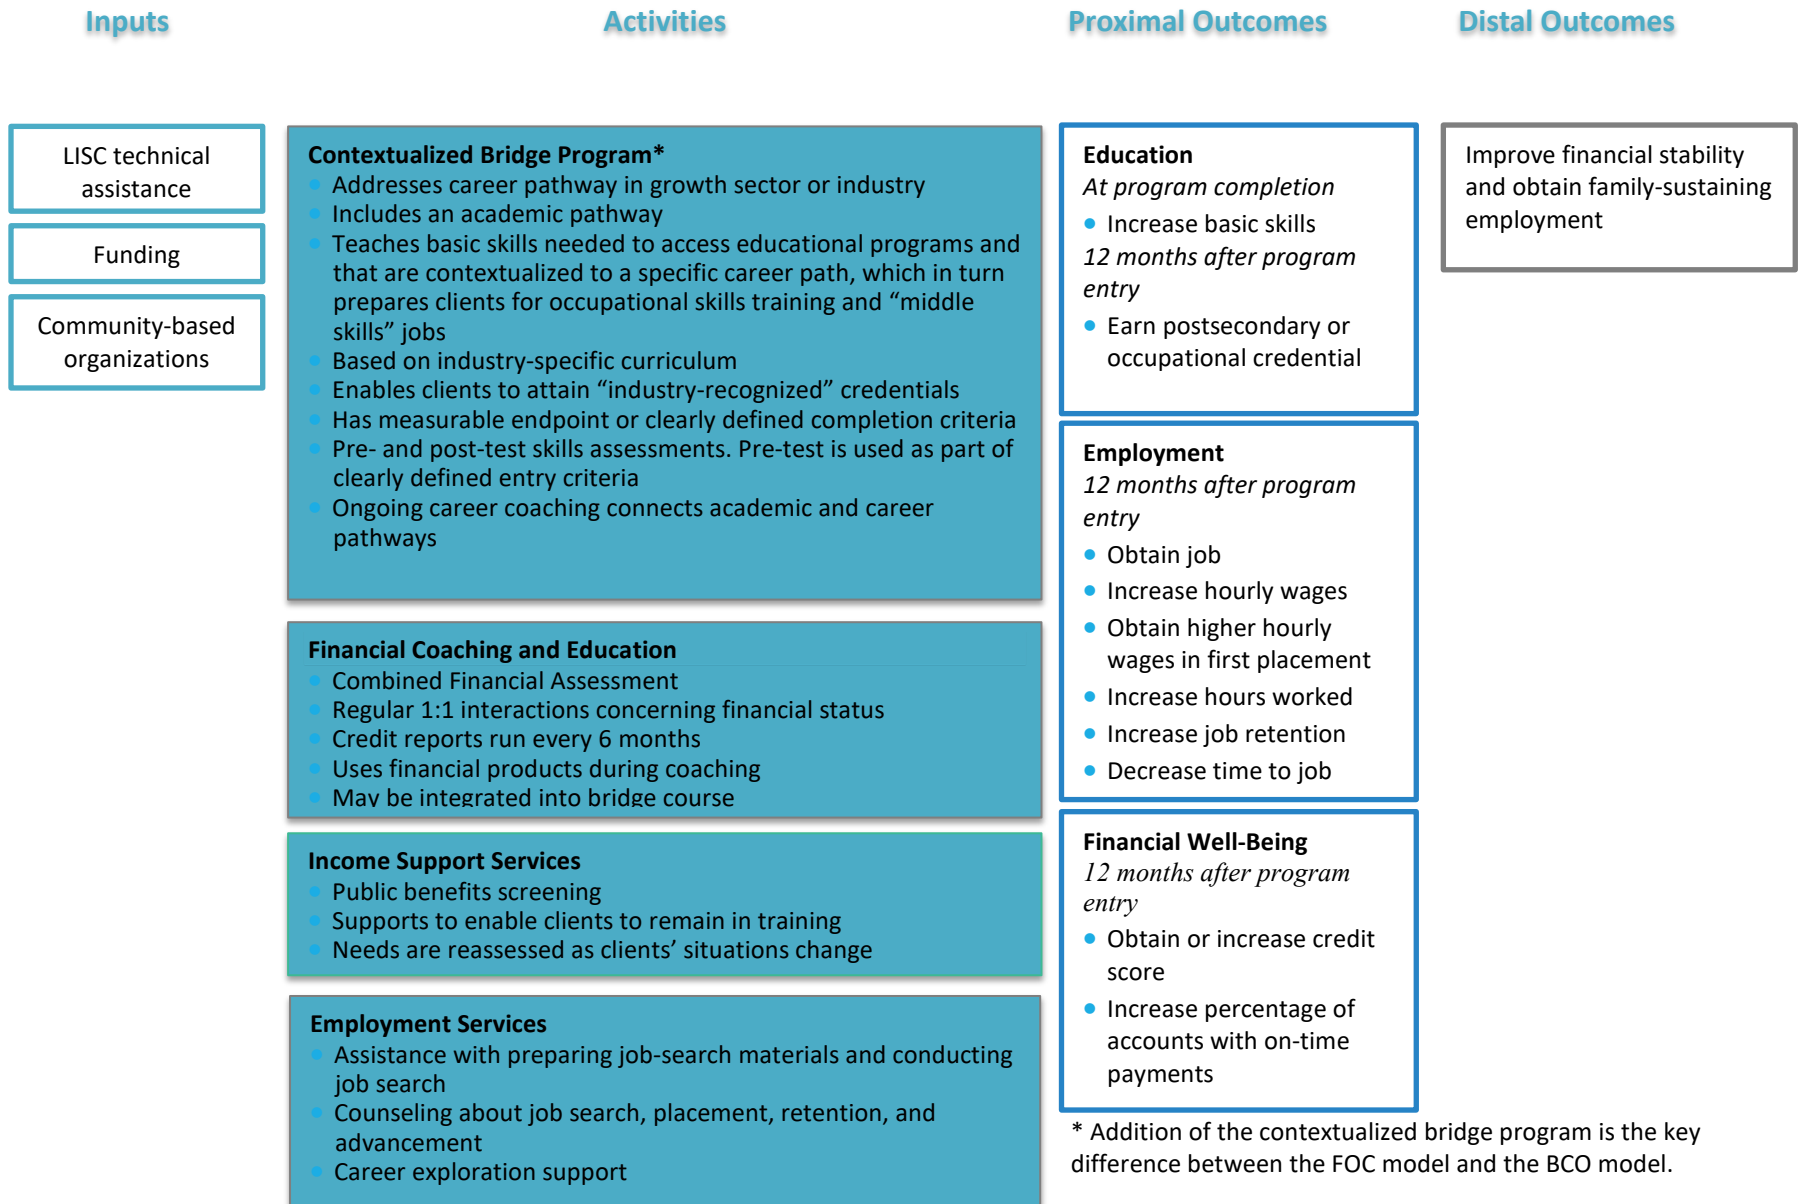 Inputs
Activities
Proximal Outcomes
Distal Outcomes
LISC technical
assistance
Funding
Community-based
organizations
Contextualized Bridge Program*
• Addresses career pathway in growth sector or industry
• Includes an academic pathway
• Teaches basic skills needed to access educational programs and
that are contextualized to a specific career path, which in turn
prepares clients for occupational skills training and “middle
skills” jobs
• Based on industry-specific curriculum
• Enables clients to attain “industry-recognized” credentials
• Has measurable endpoint or clearly defined completion criteria
• Pre- and post-test skills assessments. Pre-test is used as part of
clearly defined entry criteria
• Ongoing career coaching connects academic and career
pathways
Financial Coaching and Education
• Combined Financial Assessment
• Regular 1:1 interactions concerning financial status
• Credit reports run every 6 months
• Uses financial products during coaching
• May be integrated into bridge course
Income Support Services
• Public benefits screening
• Supports to enable clients to remain in training
• Needs are reassessed as clients’ situations change
Employment Services
• Assistance with preparing job-search materials and conducting
job search
• Counseling about job search, placement, retention, and
advancement
• Career exploration support
Education
At program completion
• Increase basic skills
12 months after program
entry
• Earn postsecondary or
occupational credential
Employment
12 months after program
entry
• Obtain job
• Increase hourly wages
• Obtain higher hourly
wages in first placement
• Increase hours worked
• Increase job retention
• Decrease time to job
Financial Well-Being
12 months after program
entry
• Obtain or increase credit
score
• Increase percentage of
accounts with on-time
payments
Improve financial stability
and obtain family-sustaining
employment
* Addition of the contextualized bridge program is the key
difference between the FOC model and the BCO model.